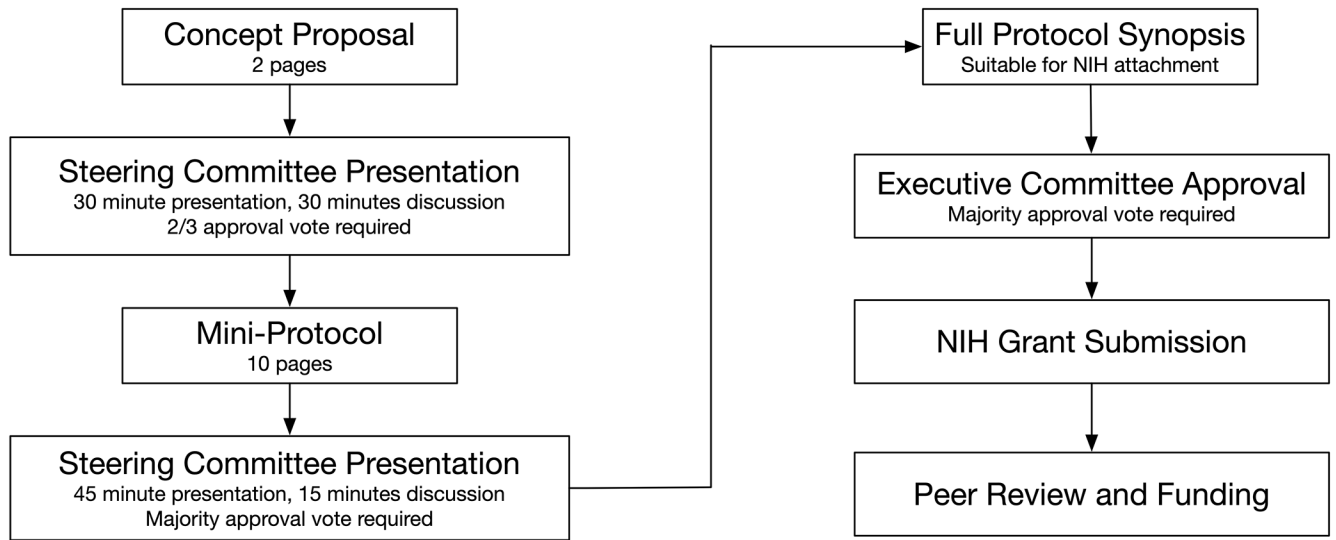 Concept Proposal
2 pages
Steering Committee Presentation
30 minute presentation, 30 minutes discussion
2/3 approval vote required
Mini-Protocol
10 pages
Steering Committee Presentation
45 minute presentation, 15 minutes discussion
Majority approval vote required
Full Protocol Synopsis
Suitable for NIH attachment
Executive Committee Approval
Majority approval vote required
NIH Grant Submission
Peer Review and Funding